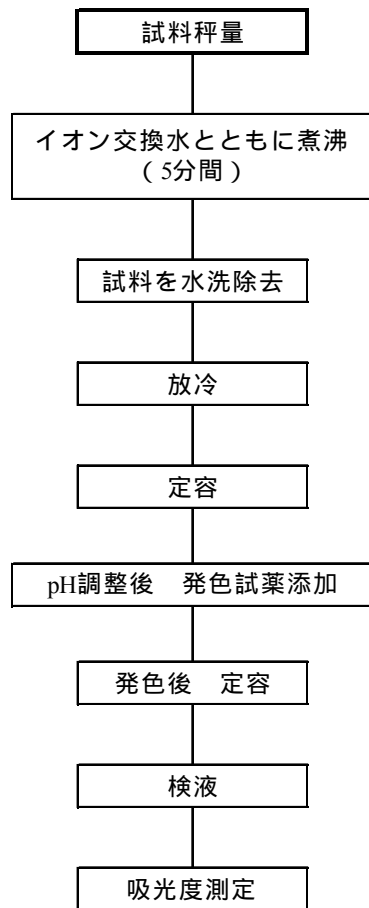 試料秤量
イオン交換水とともに煮沸
（5分間）
試料を水洗除去
放冷
定容
pH調整後　発色試薬添加
発色後　定容
検液
吸光度測定